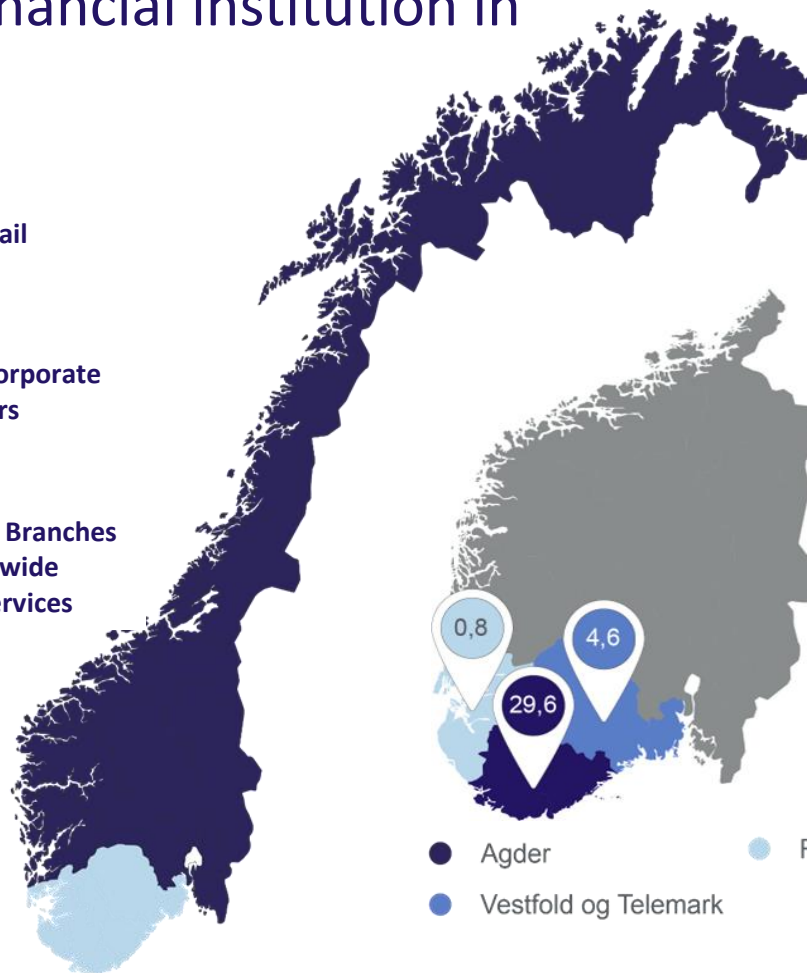 nancial institution in
ail
orporate
rs
Branches
wide
ervices
0,8
4,6
29,6
Agder
Vestfold og Telemark